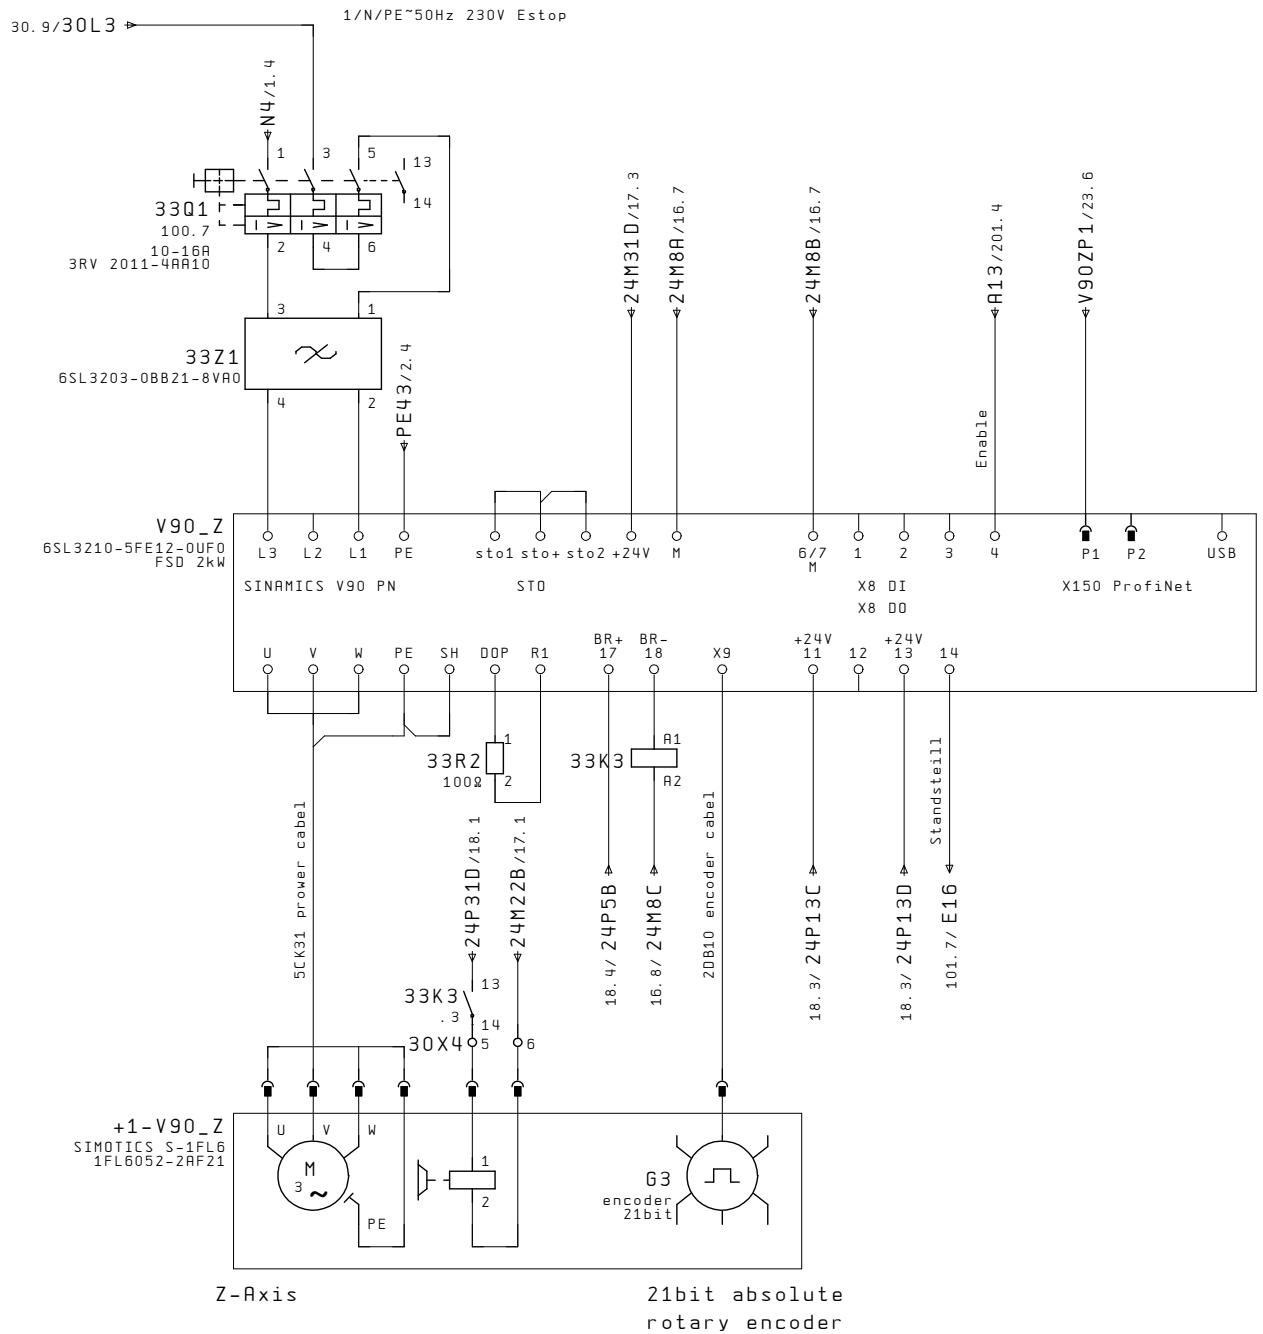 1/N/PE~50Hz 230V Estop
30.9/30L3
N4/1.4
1 3 5
13
14
33Q1
100.7
10-16A
3RV 2011-4AA10
2 4 6
24M31D/17.3
24M8A/16.7
24M8B/16.7
A13/201.4
V90ZP1/23.6
3 1
33Z1
6SL3203-0BB21-8VA0
4 2
PE43/2.4
Enable
V90_Z
6SL3210-5FE12-0UF0
FSD 2kW
L3 L2 L1 PE sto1 sto+ sto2 +24V M 6/7 1 2 3 4 P1 P2 USB
M
SINAMICS V90 PN STO X8 DI X150 ProfiNet
X8 DO
BR+ BR- +24V +24V
U V W PE SH DOP R1 17 18 X9 11 12 13 14
33R2
100Ω
1
2
33K3
A1
A2
5CK31 prower cabel
24P31D/18.1
24M22B/17.1
18.4/ 24P5B
16.8/ 24M8C
20B10 encoder cabel
18.3/ 24P13C
18.3/ 24P13D
Standsteill
101.7/ E16
33K3
.3
13
14
30X4 5 6
+1-V90_Z
SIMOTICS S-1FL6
1FL6052-2AF21
U V W
M
3 ~
PE
1
2
G3
encoder
21bit
Z-Axis
21bit absolute
rotary encoder